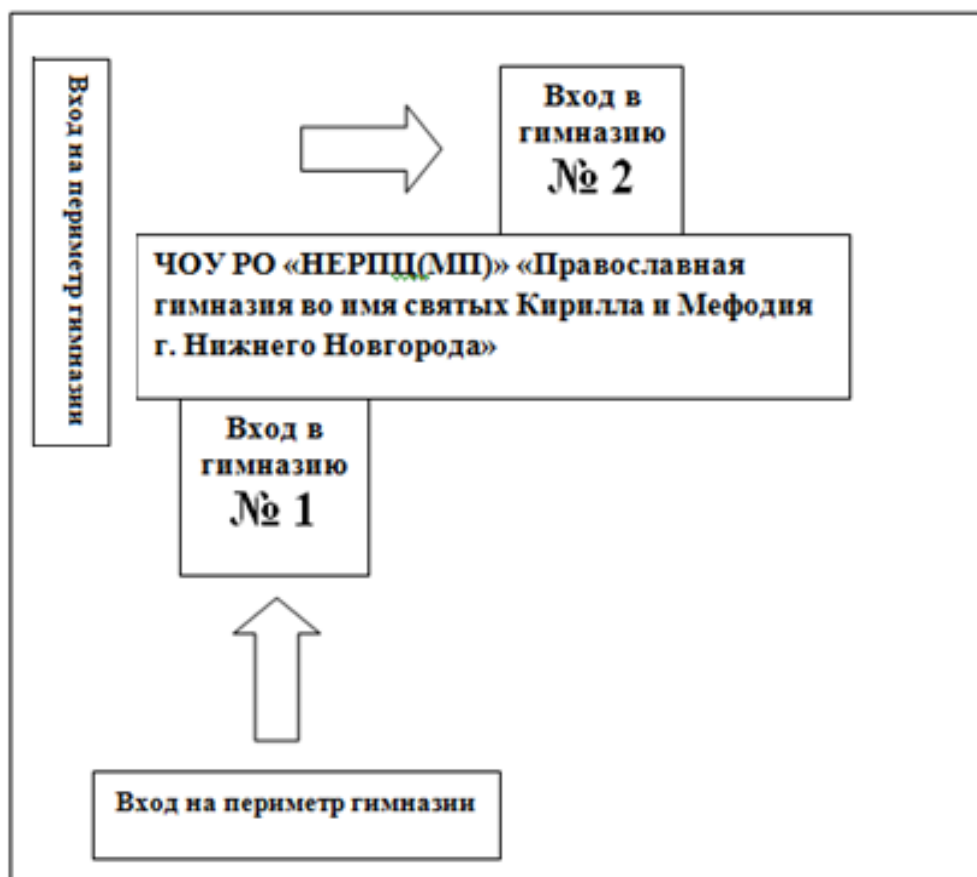 Вход на периметр гимназии
Вход в
гимназию
№ 2
ЧОУ РО «НЕРПЦ(МП)» «Православная
гимназия во имя святых Кирилла и Мефодия
г. Нижнего Новгорода»
Вход в
гимназию
№ 1
Вход на периметр гимназии